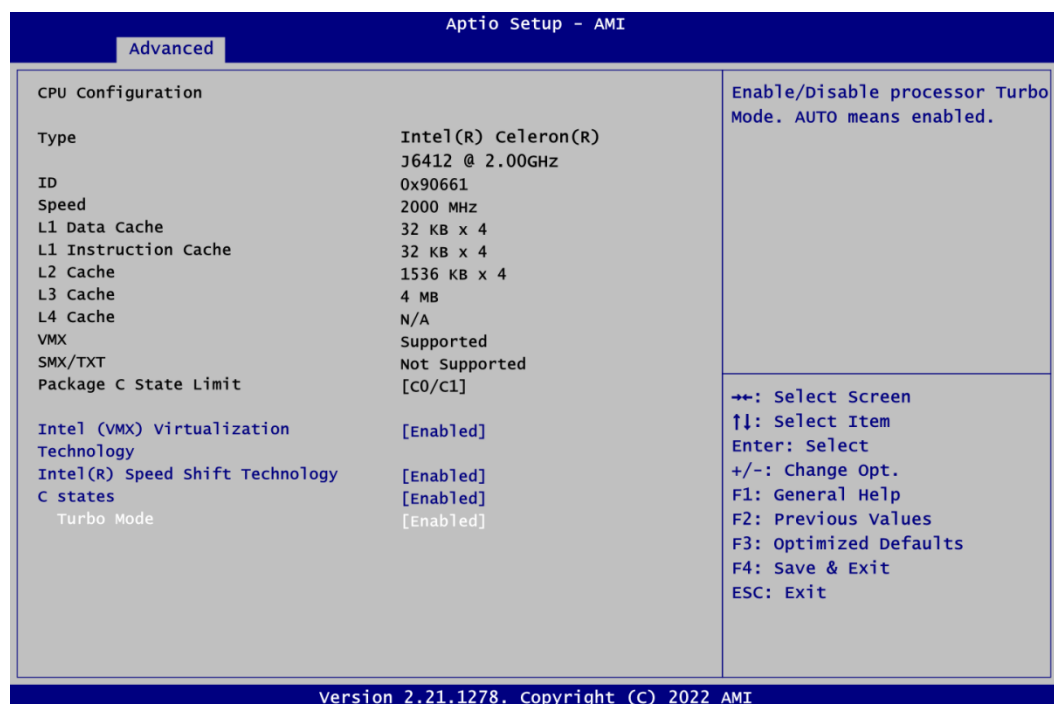 Aptio Setup – AMI
Advanced
CPU Configuration
Type Intel(R) Celeron(R)
J6412 @ 2.00GHz
ID 0x90661
Speed 2000 MHz
L1 Data Cache 32 KB x 4
L1 Instruction Cache 32 KB x 4
L2 Cache 1536 KB x 4
L3 Cache 4 MB
L4 Cache N/A
VMX Supported
SMX/TXT Not Supported
Package C State Limit [C0/C1]
Intel (VMX) Virtualization [Enabled]
Technology
Intel(R) Speed Shift Technology [Enabled]
C states [Enabled]
Turbo Mode [Enabled]
Enable/Disable processor Turbo
Mode. AUTO means enabled.
→←: Select Screen
↑↓: Select Item
Enter: Select
+/-: Change Opt.
F1: General Help
F2: Previous Values
F3: Optimized Defaults
F4: Save & Exit
ESC: Exit
Version 2.21.1278. Copyright (C) 2022 AMI